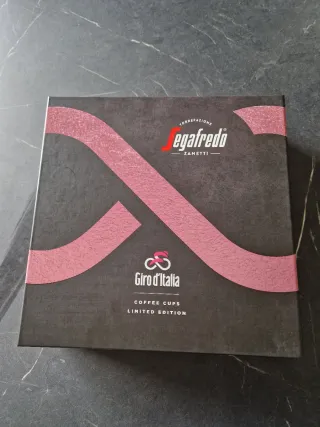 TORREFAZIONE
Segafredo®
ZANETTI
Giro d'Italia
COFFEE CUPS
LIMITED EDITION